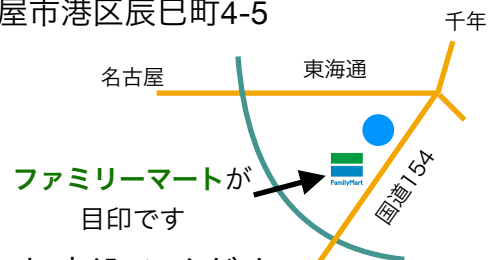 屋市港区辰巳町4-5
千年
東海通
名古屋
FamilyMart
ファミリーマートが
目印です
国道154